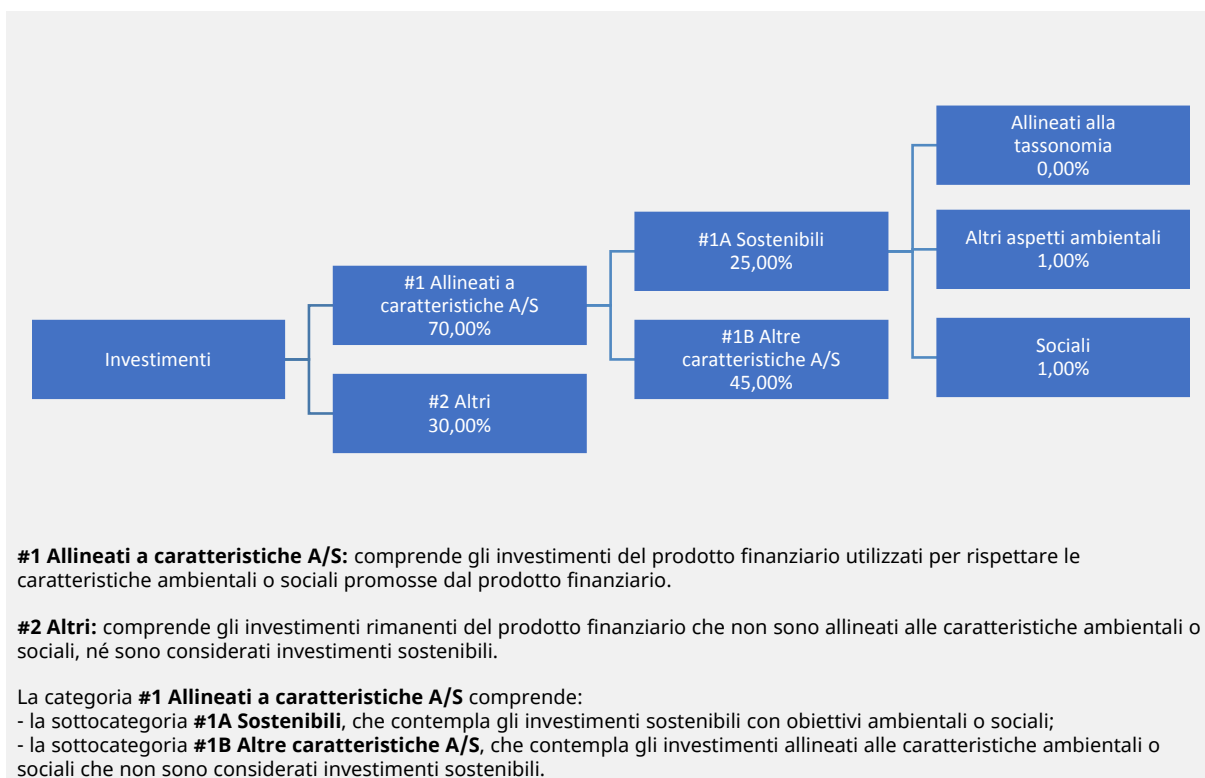 Allineati alla
tassonomia
0,00%
#1A Sostenibili
25,00%
Altri aspetti ambientali
1,00%
#1 Allineati a
caratteristiche A/S
70,00%
Investimenti
#1B Altre
caratteristiche A/S
45,00%
Sociali
1,00%
#2 Altri
30,00%
#1 Allineati a caratteristiche A/S: comprende gli investimenti del prodotto finanziario utilizzati per rispettare le
caratteristiche ambientali o sociali promosse dal prodotto finanziario.
#2 Altri: comprende gli investimenti rimanenti del prodotto finanziario che non sono allineati alle caratteristiche ambientali o
sociali, né sono considerati investimenti sostenibili.
La categoria #1 Allineati a caratteristiche A/S comprende:
- la sottocategoria #1A Sostenibili, che contempla gli investimenti sostenibili con obiettivi ambientali o sociali;
- la sottocategoria #1B Altre caratteristiche A/S, che contempla gli investimenti allineati alle caratteristiche ambientali o
sociali che non sono considerati investimenti sostenibili.